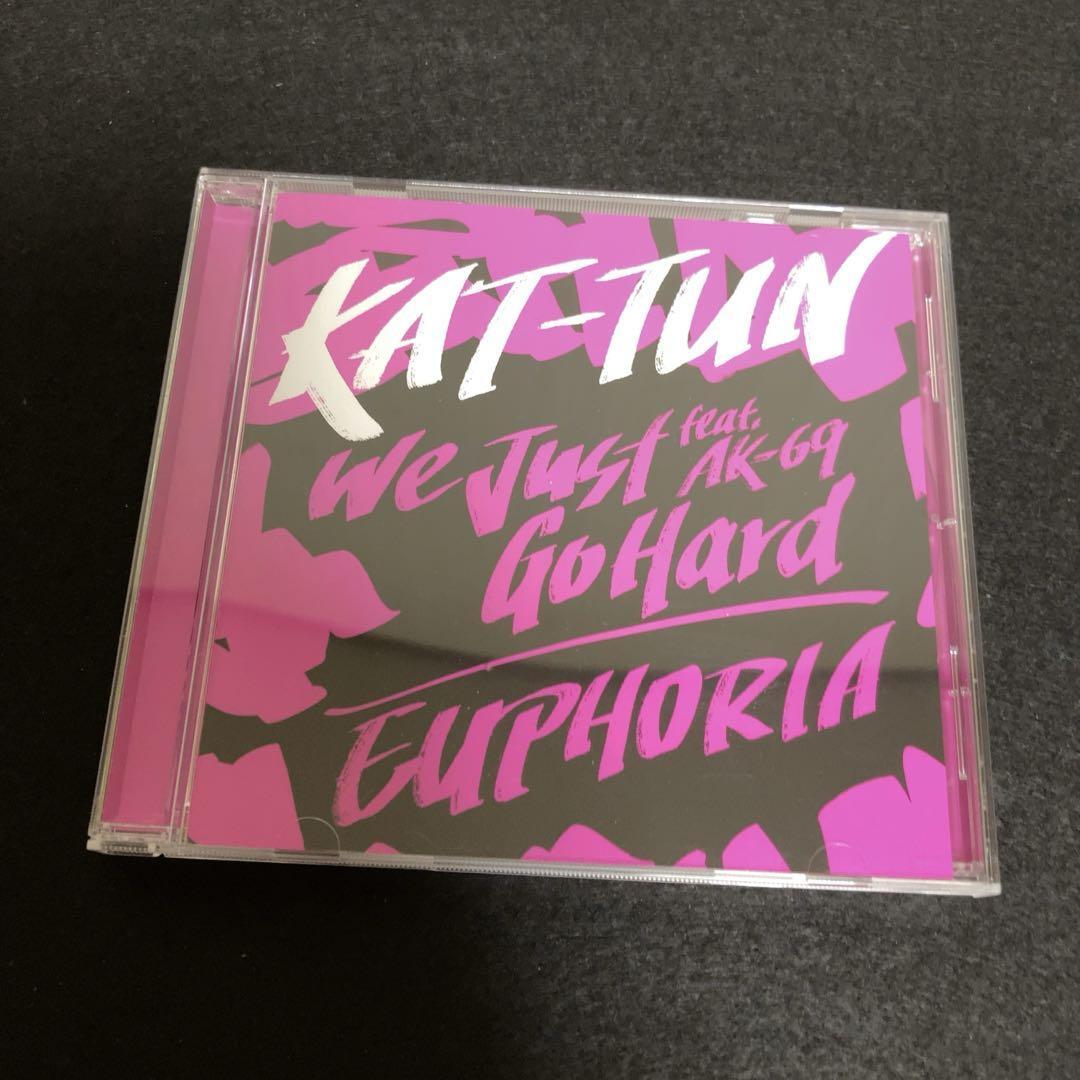 KAT-TUN
We Just feat. AK-69
Go Hard
EUPHORIA